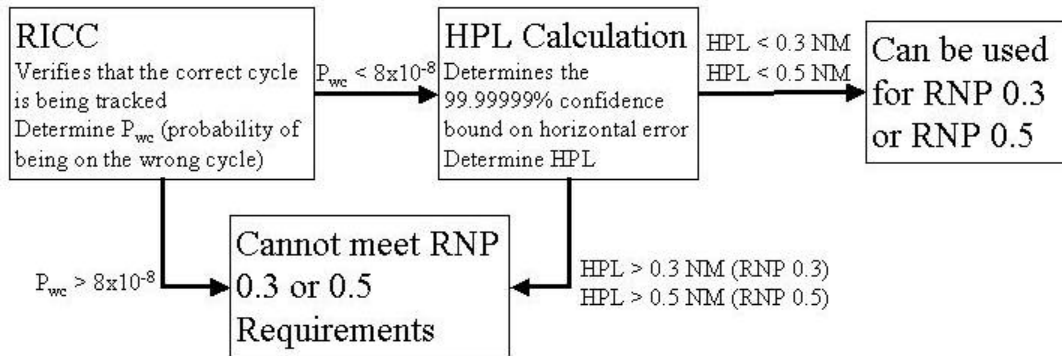 RICC
Verifies that the correct cycle
is being tracked
Determine Pwc (probability of
being on the wrong cycle)
Pwc < 8x10-8
HPL Calculation
Determines the
99.99999% confidence
bound on horizontal error
Determine HPL
HPL < 0.3 NM
HPL < 0.5 NM
Can be used
for RNP 0.3
or RNP 0.5
Pwc > 8x10-8
Cannot meet RNP
0.3 or 0.5
Requirements
HPL > 0.3 NM (RNP 0.3)
HPL > 0.5 NM (RNP 0.5)